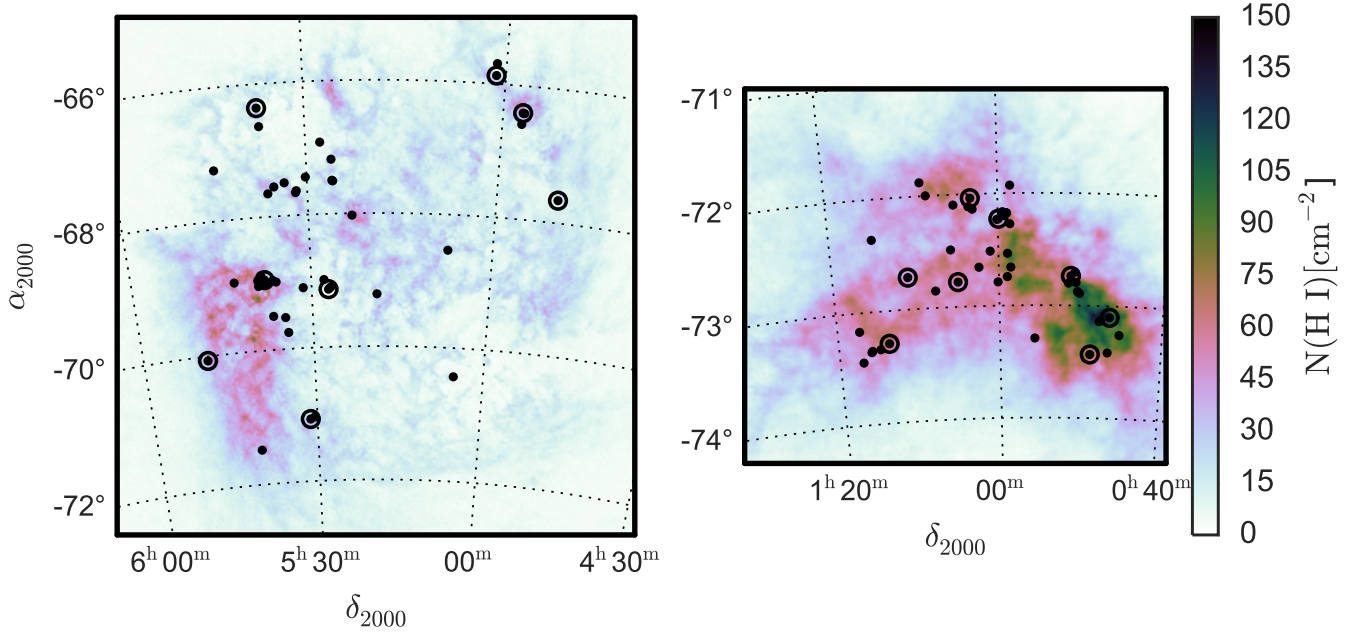 -66°
-68°
-70°
-72°
α2000
6h 00m
5h 30m
00m
4h 30m
δ2000
-71°
-72°
-73°
-74°
1h 20m
00m
0h 40m
δ2000
150
135
120
105
90
75
60
45
30
15
0
N(H I)[cm−2]